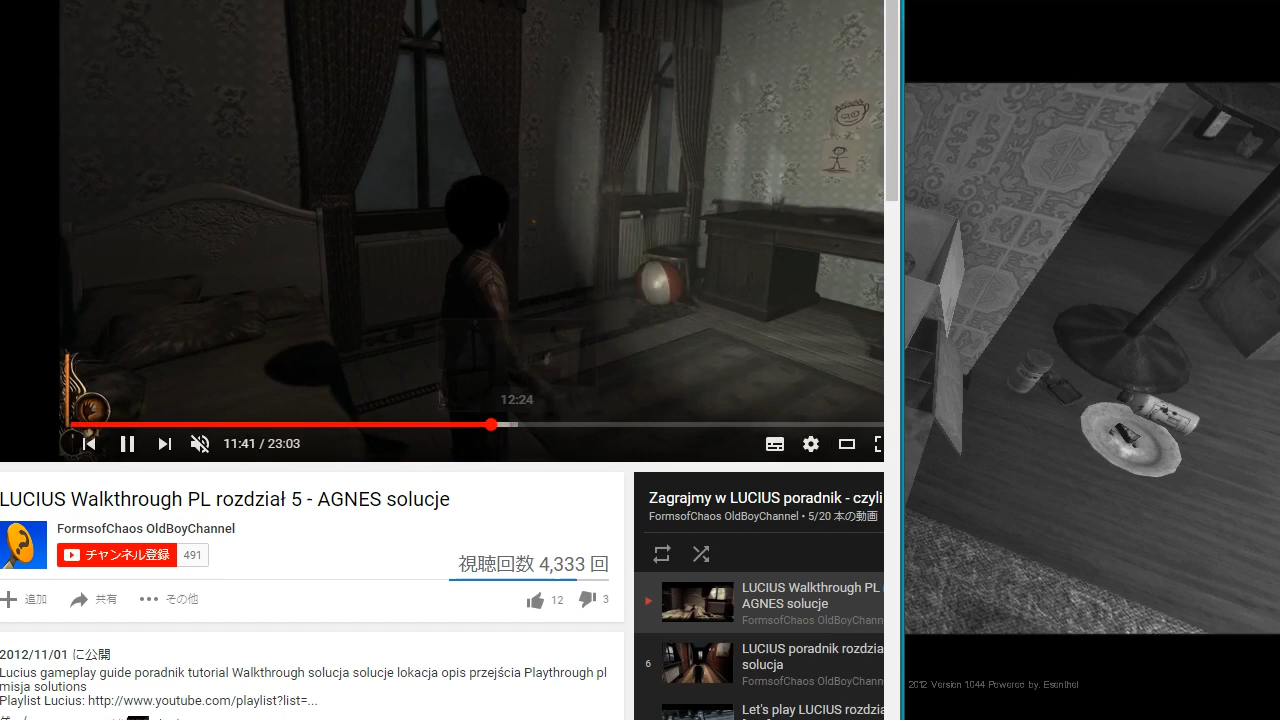 12:24
11:41 / 23:03
LUCIUS Walkthrough PL rozdział 5 - AGNES solucje
FormsofChaos OldBoyChannel
チャンネル登録 491
視聴回数 4,333 回
追加 共有 その他 12 3
2012/11/01 に公開
Lucius gameplay guide poradnik tutorial Walkthrough solucja solucje lokacja opis przejścia Playthrough pl
misja solutions
Playlist Lucius: http://www.youtube.com/playlist?list=...
Zagrajmy w LUCIUS poradnik - czyli
FormsofChaos OldBoyChannel • 5/20 本の動画
LUCIUS Walkthrough PL
AGNES solucje
FormsofChaos OldBoyChann
6
LUCIUS poradnik rozdzia
solucja
FormsofChaos OldBoyChann
Let's play LUCIUS rozdzia
2012 Version 1.044 Powered by: Esenthel